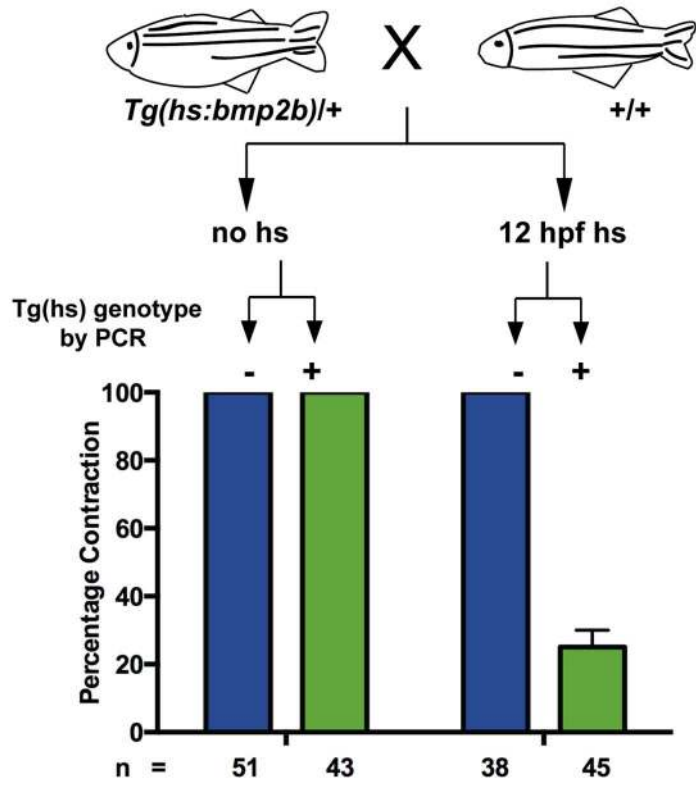 X
Tg(hs:bmp2b)/+ +/+
no hs 12 hpf hs
Tg(hs) genotype
by PCR
- + - +
100
80
60
40
20
0
Percentage Contraction
n = 51 43 38 45